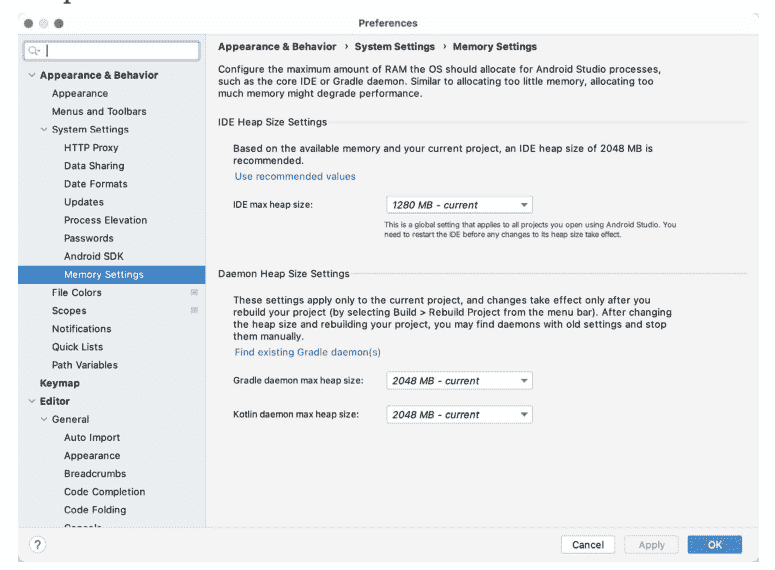 Preferences
Appearance & Behavior › System Settings › Memory Settings
Appearance & Behavior
Appearance
Menus and Toolbars
System Settings
HTTP Proxy
Data Sharing
Date Formats
Updates
Process Elevation
Passwords
Android SDK
Memory Settings
File Colors
Scopes
Notifications
Quick Lists
Path Variables
Keymap
Editor
General
Auto Import
Appearance
Breadcrumbs
Code Completion
Code Folding
Configure the maximum amount of RAM the OS should allocate for Android Studio processes,
such as the core IDE or Gradle daemon. Similar to allocating too little memory, allocating too
much memory might degrade performance.
IDE Heap Size Settings
Based on the available memory and your current project, an IDE heap size of 2048 MB is
recommended.
Use recommended values
IDE max heap size:
1280 MB - current
This is a global setting that applies to all projects you open using Android Studio. You
need to restart the IDE before any changes to its heap size take effect.
Daemon Heap Size Settings
These settings apply only to the current project, and changes take effect only after you
rebuild your project (by selecting Build > Rebuild Project from the menu bar). After changing
the heap size and rebuilding your project, you may find daemons with old settings and stop
them manually.
Find existing Gradle daemon(s)
Gradle daemon max heap size:
2048 MB - current
Kotlin daemon max heap size:
2048 MB - current
?
Cancel
Apply
OK